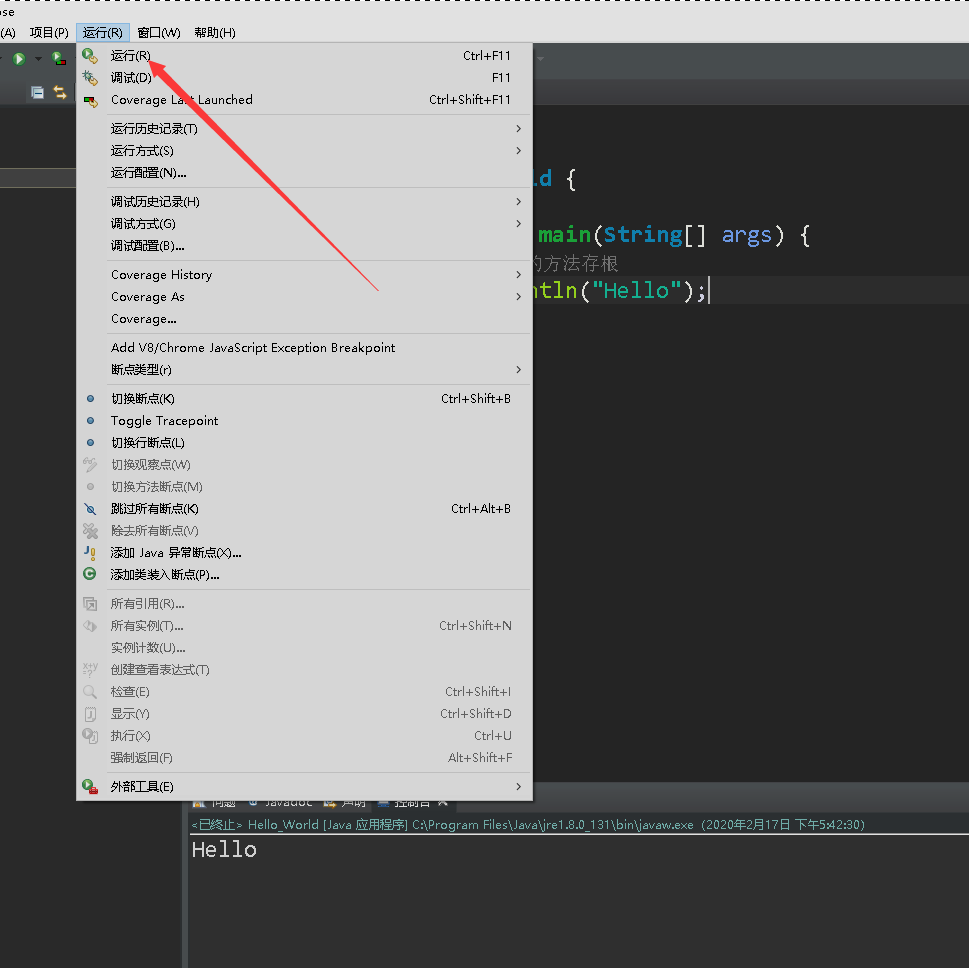 ose
(A) 项目(P) 运行(R) 窗口(W) 帮助(H)
运行(R) Ctrl+F11
调试(D) F11
Coverage Last Launched Ctrl+Shift+F11
运行历史记录(T)
运行方式(S)
运行配置(N)...
调试历史记录(H)
调试方式(G)
调试配置(B)...
Coverage History
Coverage As
Coverage...
Add V8/Chrome JavaScript Exception Breakpoint
断点类型(r)
切换断点(K) Ctrl+Shift+B
Toggle Tracepoint
切换行断点(L)
切换观察点(W)
切换方法断点(M)
跳过所有断点(K) Ctrl+Alt+B
除去所有断点(V)
添加 Java 异常断点(X)...
添加类装入断点(P)...
所有引用(R)...
所有实例(T)... Ctrl+Shift+N
实例计数(U)...
创建查看表达式(T)
检查(E) Ctrl+Shift+I
显示(Y) Ctrl+Shift+D
执行(X) Ctrl+U
强制返回(F) Alt+Shift+F
外部工具(E)
ld {
main(String[] args) {
的方法存根
ntln("Hello");
问题 Javadoc 声明 控制台
<已终止> Hello_World [Java 应用程序] C:\Program Files\Java\jre1.8.0_131\bin\javaw.exe (2020年2月17日 下午5:42:30)
Hello